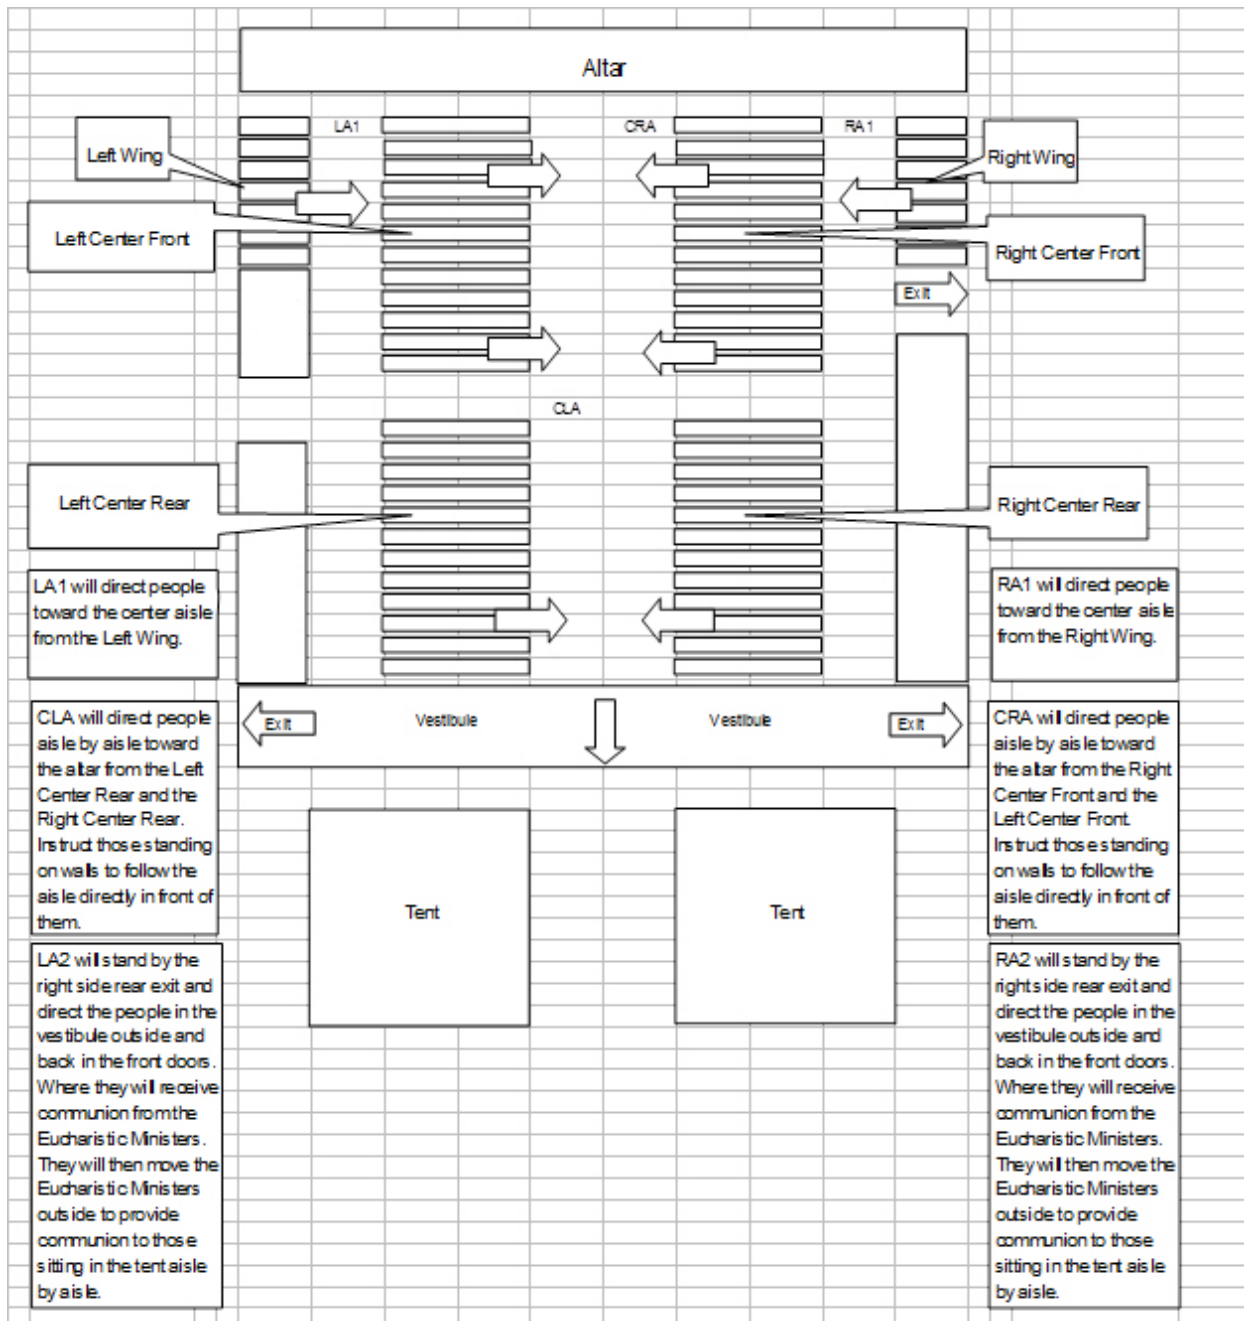 Altar
LA1
CRA
RA1
Left Wing
Right Wing
Left Center Front
Right Center Front
Exit
CLA
Left Center Rear
Right Center Rear
LA1 will direct people
toward the center aisle
from the Left Wing.
RA1 will direct people
toward the center aisle
from the Right Wing.
Exit
Vestibule
Vestibule
Exit
CLA will direct people
aisle by aisle toward
the altar from the Left
Center Rear and the
Right Center Rear.
Instruct those standing
on walls to follow the
aisle directly in front of
them.
CRA will direct people
aisle by aisle toward
the altar from the Right
Center Front and the
Left Center Front.
Instruct those standing
on walls to follow the
aisle directly in front of
them.
Tent
Tent
LA2 will stand by the
right side rear exit and
direct the people in the
vestibule outside and
back in the front doors.
Where they will receive
communion from the
Eucharistic Ministers.
They will then move the
Eucharistic Ministers
outside to provide
communion to those
sitting in the tent aisle
by aisle.
RA2 will stand by the
right side rear exit and
direct the people in the
vestibule outside and
back in the front doors.
Where they will receive
communion from the
Eucharistic Ministers.
They will then move the
Eucharistic Ministers
outside to provide
communion to those
sitting in the tent aisle
by aisle.